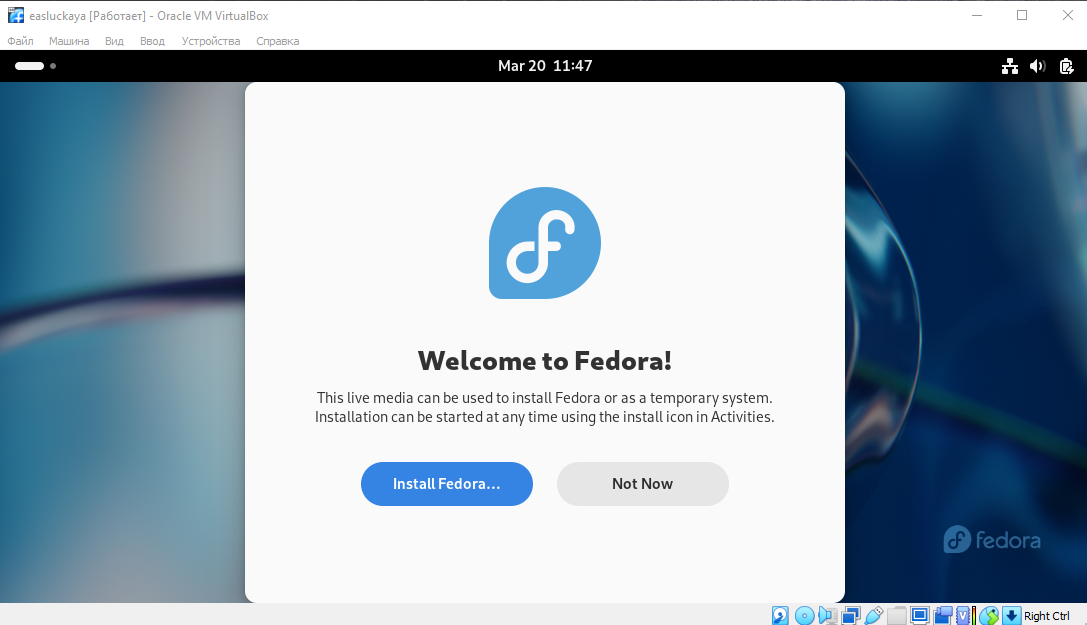 easluckaya [Работает] - Oracle VM VirtualBox
Файл Машина Вид Ввод Устройства Справка
Mar 20 11:47
Welcome to Fedora!
This live media can be used to install Fedora or as a temporary system.
Installation can be started at any time using the install icon in Activities.
Install Fedora... Not Now
fedora
Right Ctrl